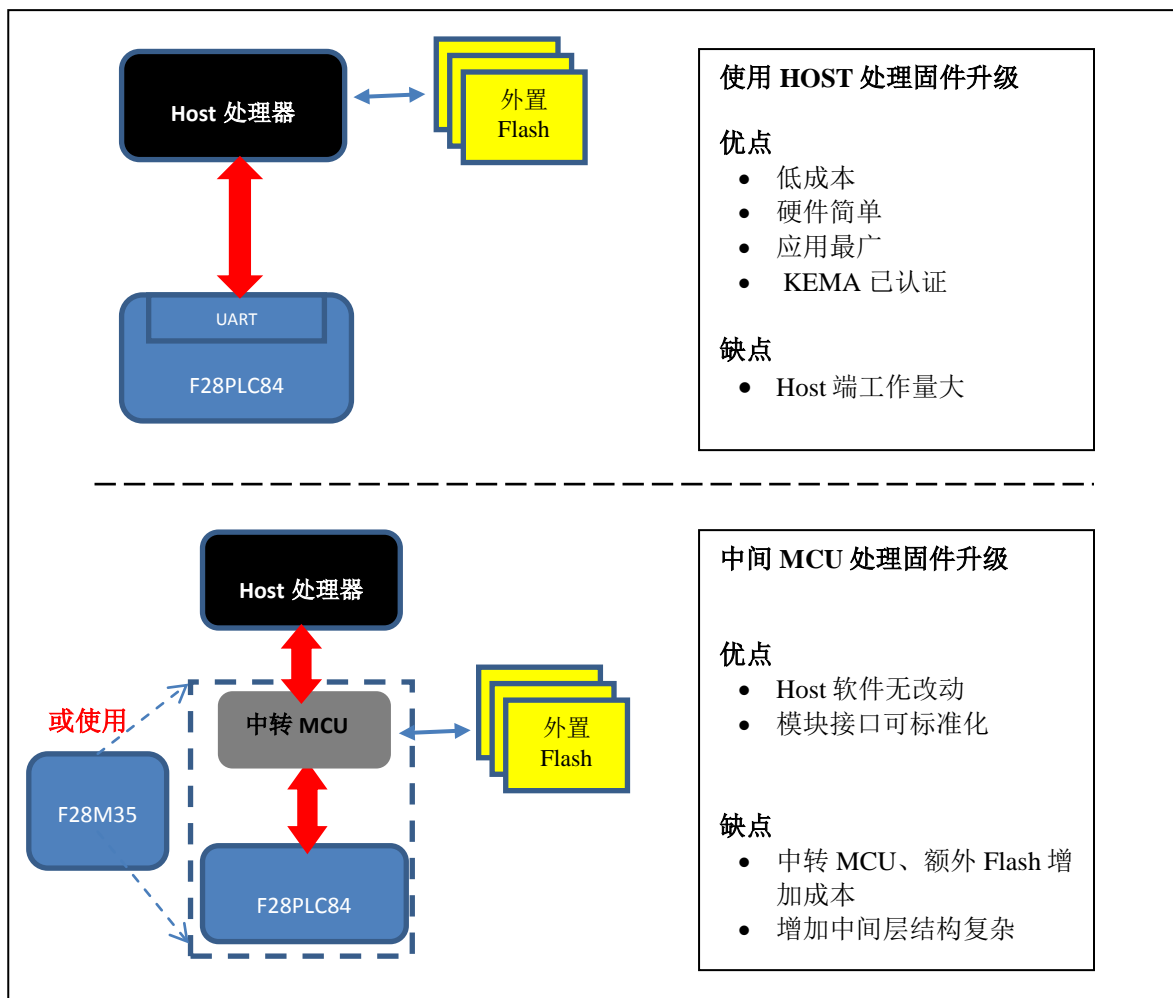 Host 处理器
外置
Flash
UART
F28PLC84
使用 HOST 处理固件升级
优点
• 低成本
• 硬件简单
• 应用最广
• KEMA 已认证
缺点
• Host 端工作量大
Host 处理器
或使用
中转 MCU
外置
Flash
F28M35
F28PLC84
中间 MCU 处理固件升级
优点
• Host 软件无改动
• 模块接口可标准化
缺点
• 中转 MCU、额外 Flash 增
加成本
• 增加中间层结构复杂